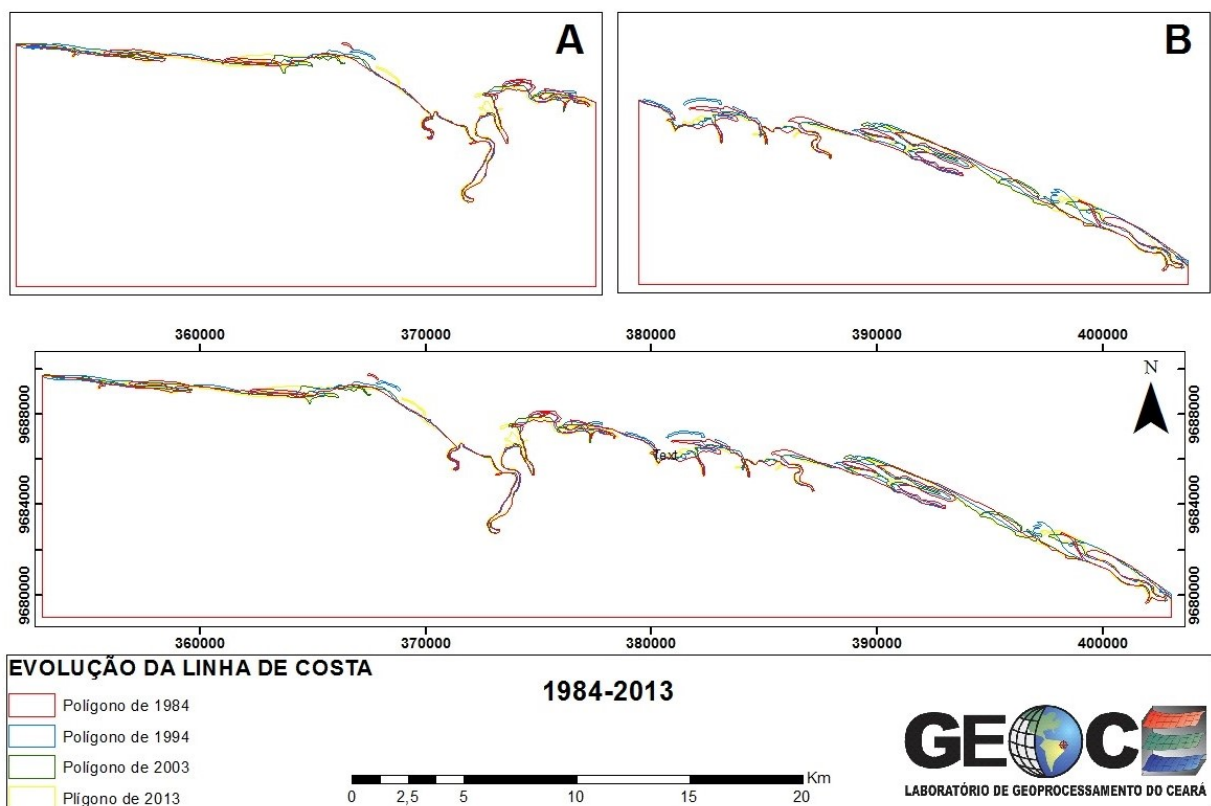 A
B
360000 370000 380000 390000 400000
9688000 9688000
N
Text
9684000 9684000
9680000 9680000
360000 370000 380000 390000 400000
EVOLUÇÃO DA LINHA DE COSTA
1984-2013
Polígono de 1984
Polígono de 1994
Polígono de 2003
Plígono de 2013
Km
0 2,5 5 10 15 20
GEOCE
LABORATÓRIO DE GEOPROCESSAMENTO DO CEARÁ